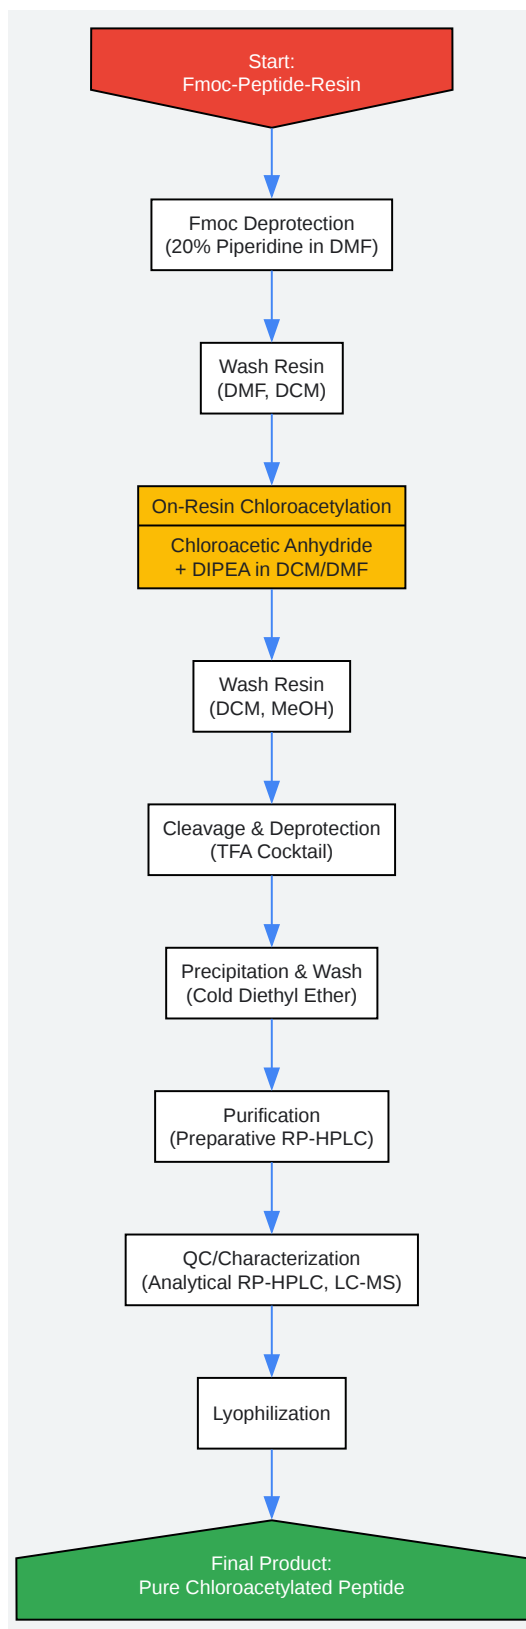 Start:
Fmoc-Peptide-Resin
Fmoc Deprotection
(20% Piperidine in DMF)
Wash Resin
(DMF, DCM)
On-Resin Chloroacetylation
Chloroacetic Anhydride
+ DIPEA in DCM/DMF
Wash Resin
(DCM, MeOH)
Cleavage & Deprotection
(TFA Cocktail)
Precipitation & Wash
(Cold Diethyl Ether)
Purification
(Preparative RP-HPLC)
QC/Characterization
(Analytical RP-HPLC, LC-MS)
Lyophilization
Final Product:
Pure Chloroacetylated Peptide